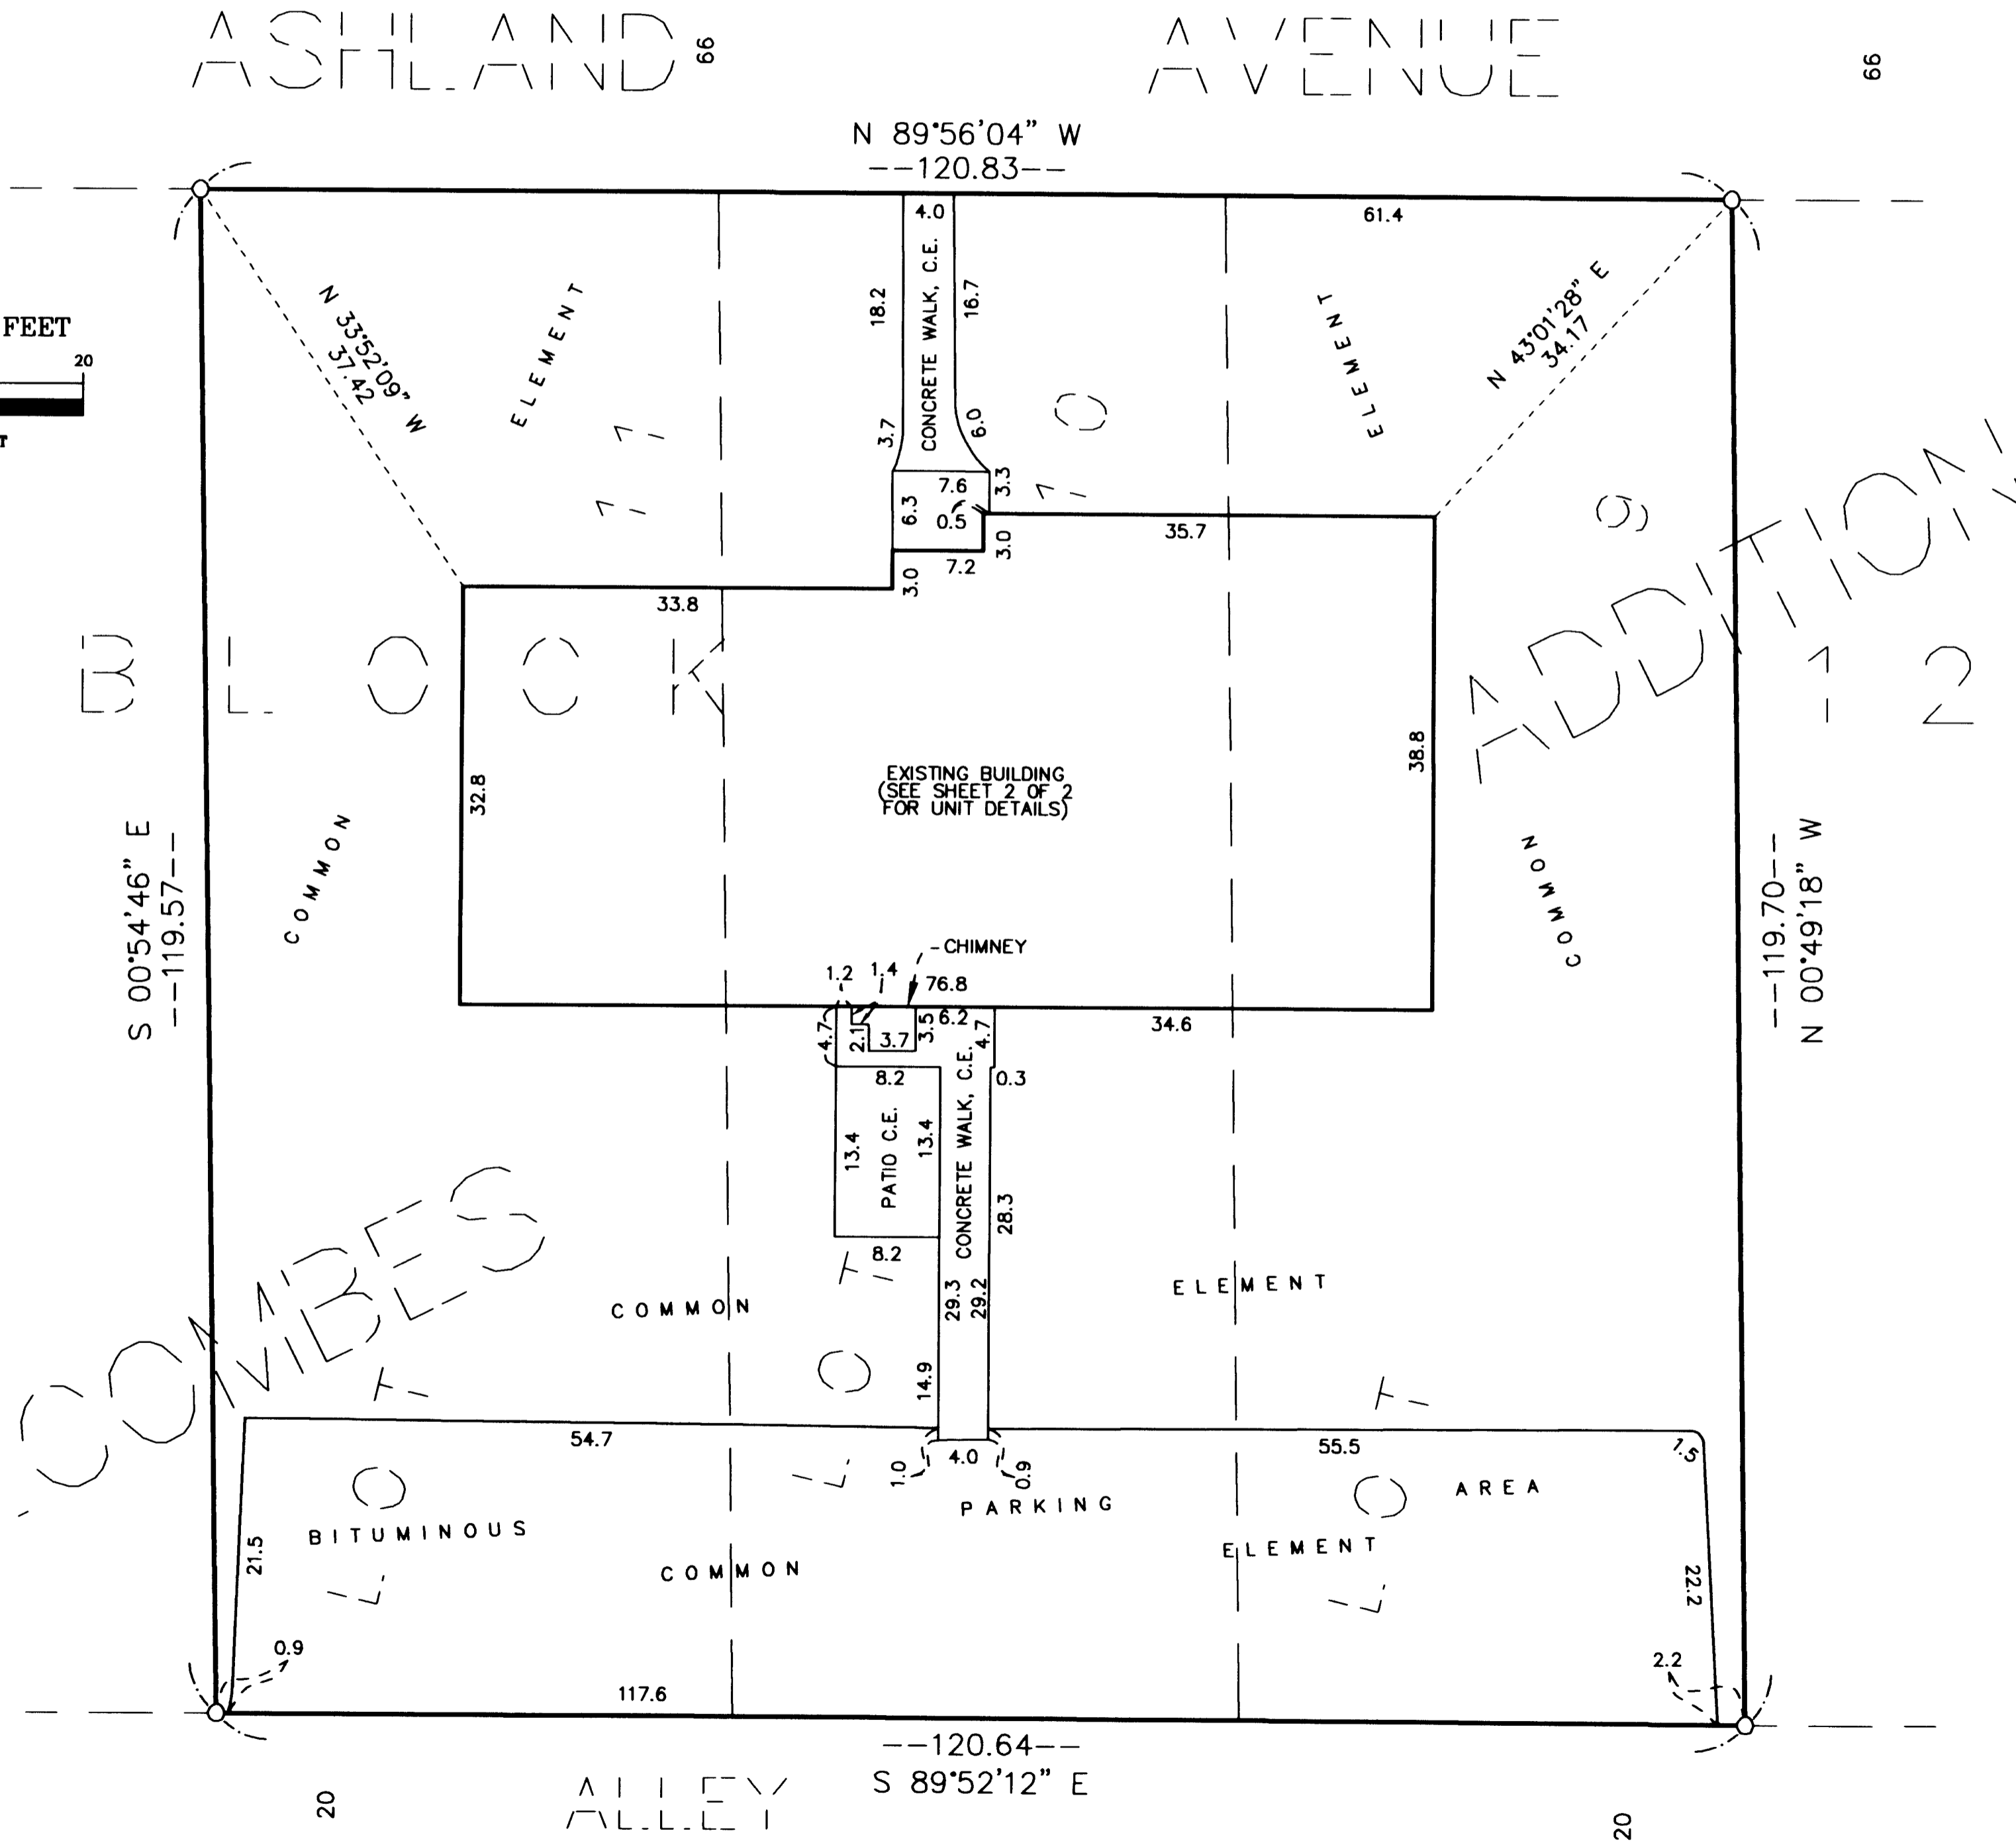 ASHLAND AVENUE
66
66
N 89°56'04" W
--120.83--
4.0
61.4
FEET
20
N 33°52'09" W
37.42
ELEMENT
18.2
CONCRETE WALK, C.E.
16.7
ELEMENT
N 43°01'28" E
34.17
11
3.7
6.0
10
9
7.6
3.3
6.3
0.5
35.7
3.0
7.2
3.0
33.8
ADDITION
BLOCK 12
32.8
EXISTING BUILDING
(SEE SHEET 2 OF 2
FOR UNIT DETAILS)
38.8
COMMON
COMMON
S 00°54'46" E
--119.57--
--119.70--
N 00°49'18" W
CHIMNEY
1.2
1.4
76.8
4.7
2.1
3.7
3.5
6.2
4.7
34.6
8.2
0.3
13.4
PATIO C.E.
13.4
CONCRETE WALK, C.E.
28.3
8.2
COMBES
COMMON
ELEMENT
29.3
29.2
14.9
LOT
LOT
LOT
54.7
1.0
4.0
0.9
55.5
1.5
BITUMINOUS PARKING AREA
COMMON ELEMENT
21.5
22.2
0.9
2.2
117.6
--120.64--
S 89°52'12" E
ALLEY
20
20